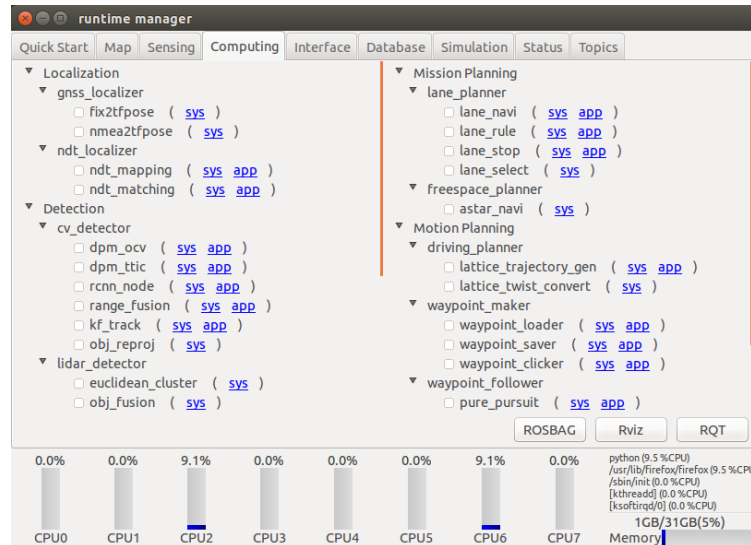 runtime manager
Quick Start Map Sensing Computing Interface Database Simulation Status Topics
Localization
gnss_localizer
fix2tfpose ( sys )
nmea2tfpose ( sys )
ndt_localizer
ndt_mapping ( sys app )
ndt_matching ( sys app )
Detection
cv_detector
dpm_ocv ( sys app )
dpm_ttic ( sys app )
rcnn_node ( sys app )
range_fusion ( sys app )
kf_track ( sys app )
obj_reproj ( sys )
lidar_detector
euclidean_cluster ( sys )
obj_fusion ( sys )
Mission Planning
lane_planner
lane_navi ( sys app )
lane_rule ( sys app )
lane_stop ( sys app )
lane_select ( sys )
freespace_planner
astar_navi ( sys )
Motion Planning
driving_planner
lattice_trajectory_gen ( sys app )
lattice_twist_convert ( sys )
waypoint_maker
waypoint_loader ( sys app )
waypoint_saver ( sys app )
waypoint_clicker ( sys app )
waypoint_follower
pure_pursuit ( sys app )
ROSBAG Rviz RQT
0.0% 0.0% 9.1% 0.0% 0.0% 0.0% 9.1% 0.0%
CPU0 CPU1 CPU2 CPU3 CPU4 CPU5 CPU6 CPU7
python (9.5 %CPU)
/usr/lib/firefox/firefox (9.5 %CPU
/sbin/init (0.0 %CPU)
[kthreadd] (0.0 %CPU)
[ksoftirqd/0] (0.0 %CPU)
1GB/31GB(5%)
Memory